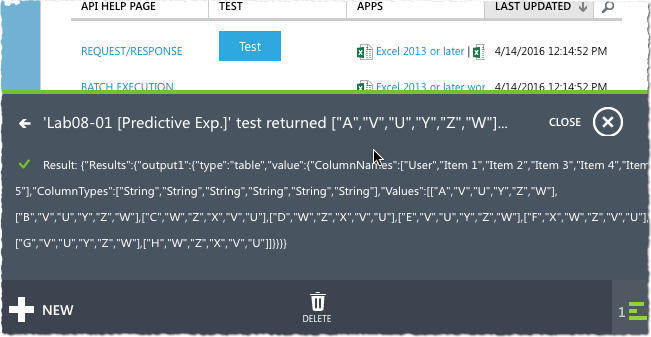 API HELP PAGE TEST APPS LAST UPDATED
REQUEST/RESPONSE Test Excel 2013 or later | 4/14/2016 12:14:52 PM
BATCH EXECUTION Excel 2013 or later wor 4/14/2016 12:14:52 PM
'Lab08-01 [Predictive Exp.]' test returned ["A","V","U","Y","Z","W"]... CLOSE
Result: {"Results":{"output1":{"type":"table","value":{"ColumnNames":["User","Item 1","Item 2","Item 3","Item 4","Item
5"],"ColumnTypes":["String","String","String","String","String","String"],"Values":[["A","V","U","Y","Z","W"],
["B","V","U","Y","Z","W"],["C","W","Z","X","V","U"],["D","W","Z","X","V","U"],["E","V","U","Y","Z","W"],["F","X","W","Z","V","U"],
["G","V","U","Y","Z","W"],["H","W","Z","X","V","U"]]}}}}
NEW DELETE 1